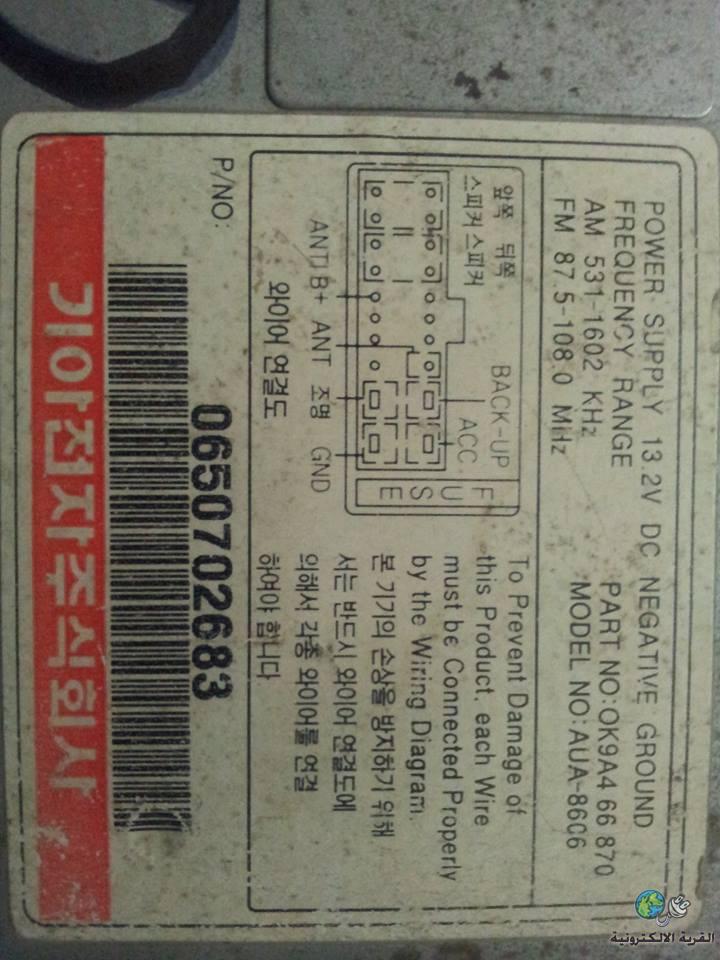 POWER SUPPLY 13.2V DC NEGATIVE GROUND
FREQUENCY RANGE
AM 531-1602 KHz
FM 87.5-108.0 MHz
PART NO:OK9A4 66 870
MODEL NO:AUA-8606
앞쪽 뒤쪽
스피커 스피커
BACK-UP
ACC
FUSE
ANT B+ ANT 조명 GND
와이어 연결도
To Prevent Damage of
this Product, each Wire
must be Connected Properly
by the Wiring Diagram.
본 기기의 손상을 방지하기 위해
서는 반드시 와이어 연결도에
의해서 각종 와이어를 연결
하여야 합니다.
P/NO:
0650702683
기아전자주식회사
القرية الالكترونية